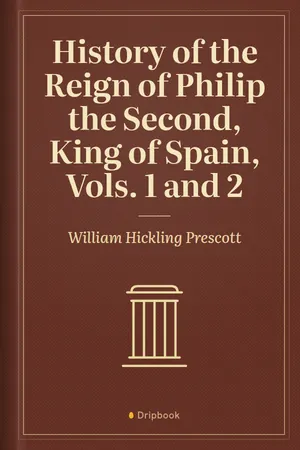 History of the
Reign of Philip
the Second,
King of Spain,
Vols. 1 and 2
William Hickling Prescott
Dripbook